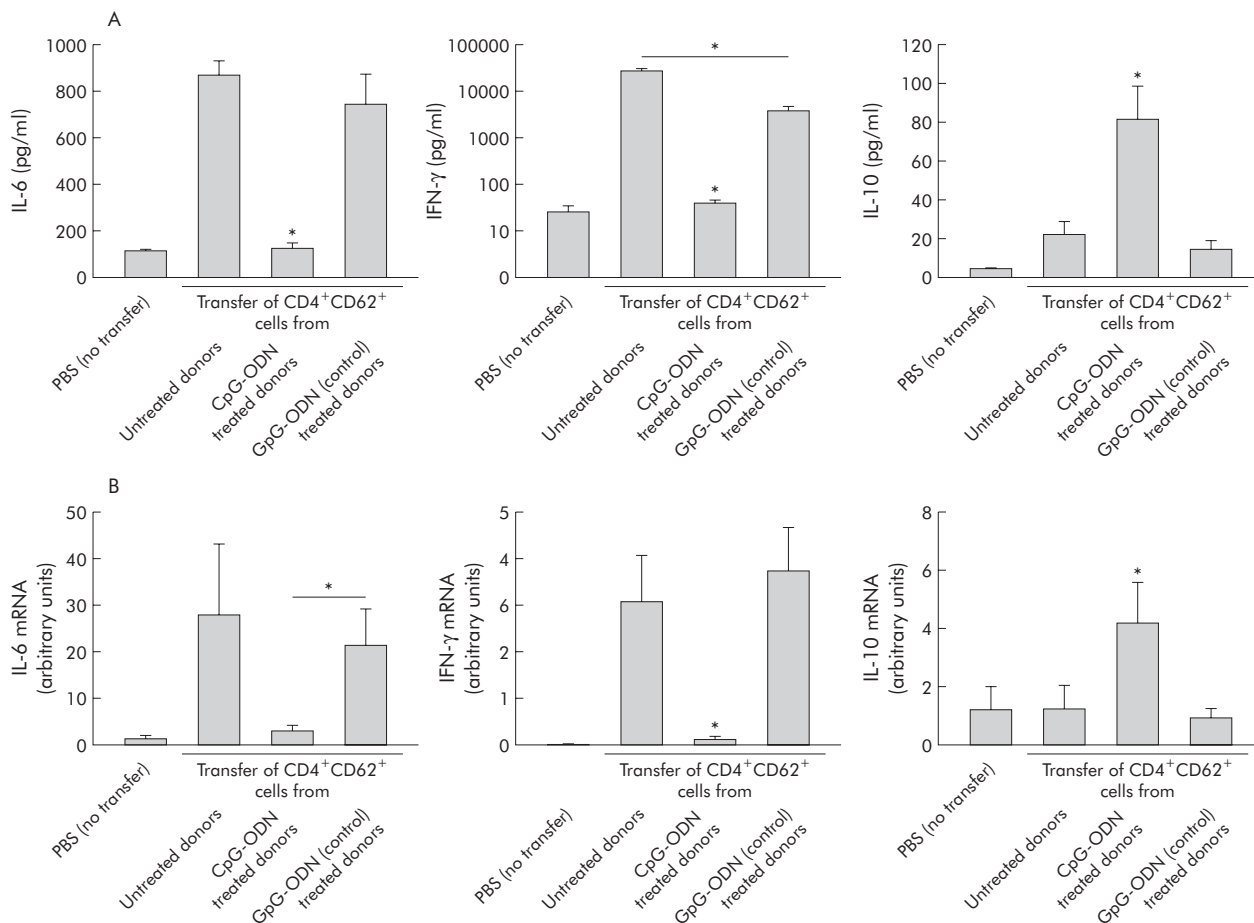 A
IL-6 (pg/ml)
1000
800
600
400
200
0
*
PBS (no transfer)
Transfer of CD4+CD62+
cells from
Untreated donors
CpG-ODN
treated donors
GpG-ODN (control)
treated donors
IFN-γ (pg/ml)
100000
10000
1000
100
10
0
*
*
PBS (no transfer)
Transfer of CD4+CD62+
cells from
Untreated donors
CpG-ODN
treated donors
GpG-ODN (control)
treated donors
IL-10 (pg/ml)
120
100
80
60
40
20
0
*
PBS (no transfer)
Transfer of CD4+CD62+
cells from
Untreated donors
CpG-ODN
treated donors
GpG-ODN (control)
treated donors
B
IL-6 mRNA
(arbitrary units)
50
40
30
20
10
0
*
PBS (no transfer)
Transfer of CD4+CD62+
cells from
Untreated donors
CpG-ODN
treated donors
GpG-ODN (control)
treated donors
IFN-γ mRNA
(arbitrary units)
5
4
6
2
1
0
*
PBS (no transfer)
Transfer of CD4+CD62+
cells from
Untreated donors
CpG-ODN
treated donors
GpG-ODN (control)
treated donors
IL-10 mRNA
(arbitrary units)
8
6
4
2
0
*
PBS (no transfer)
Transfer of CD4+CD62+
cells from
Untreated donors
CpG-ODN
treated donors
GpG-ODN (control)
treated donors